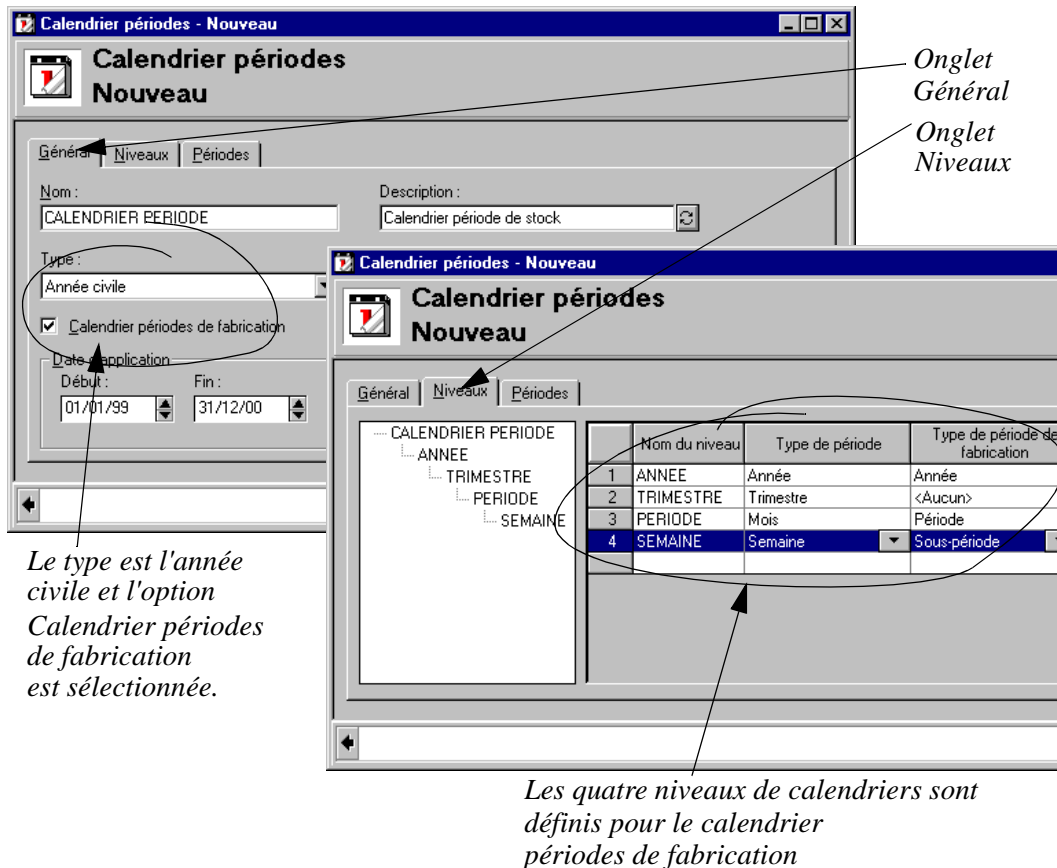 Calendrier périodes - Nouveau
Calendrier périodes
Nouveau
Onglet
Général
Onglet
Niveaux
Général Niveaux Périodes
Nom : Description :
CALENDRIER PERIODE Calendrier période de stock
Type :
Année civile
Calendrier périodes de fabrication
Date d'application
Début : Fin :
01/01/99 31/12/00
Calendrier périodes - Nouveau
Calendrier périodes
Nouveau
Général Niveaux Périodes
CALENDRIER PERIODE
ANNEE
TRIMESTRE
PERIODE
SEMAINE
Nom du niveau Type de période Type de période de fabrication
1 ANNEE Année Année
2 TRIMESTRE Trimestre <Aucun>
3 PERIODE Mois Période
4 SEMAINE Semaine Sous-période
Le type est l'année
civile et l'option
Calendrier périodes
de fabrication
est sélectionnée.
Les quatre niveaux de calendriers sont
définis pour le calendrier
périodes de fabrication